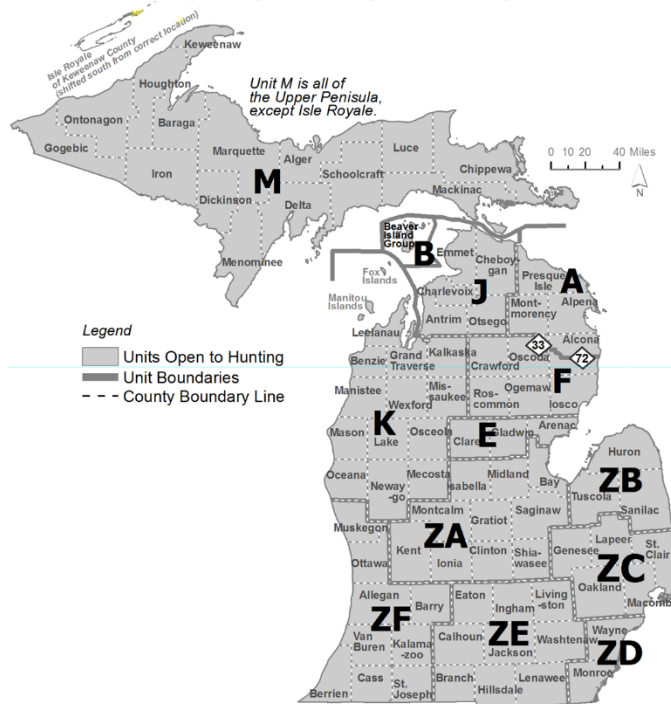 Isle Royale
of Keweenaw County
(shifted south from correct location)
Keweenaw
Houghton
Unit M is all of
the Upper Penisula,
except Isle Royale.
Ontonagon
Baraga
Gogebic
Iron
Marquette
Alger
Luce
Schoolcraft
Chippewa
Mackinac
M
Dickinson
Delta
Menominee
0 10 20
40 Miles
N
Beaver
Island
Group
B
Emmet
Cheboy-
gan
Presque
Isle
A
Fox
Islands
Manitou
Islands
Charlevoix
J
Mont-
morency
Alpena
Antrim
Otsego
Leelanau
33
Alcona
72
Legend
Units Open to Hunting
Unit Boundaries
County Boundary Line
Benzie
Grand
Traverse
Kalkaska
Crawford
Oscoda
F
Manistee
Wexford
Mis-
saukee
Ros-
common
Ogemaw
Iosco
K
Mason
Lake
Osceola
Clare
E
Gladwin
Arenac
Huron
Oceana
Neway
-go
Mecosta
Isabella
Midland
Bay
ZB
Tuscola
Sanilac
Muskegon
Montcalm
Gratiot
Saginaw
ZA
Ottawa
Kent
Ionia
Clinton
Shia-
wasee
Genesee
Lapeer
St.
Clair
ZC
Oakland
Macomb
Allegan
Barry
Eaton
Ingham
Living
-ston
ZF
Van
Buren
Kalama
-zoo
Calhoun
ZE
Jackson
Washtenaw
Wayne
ZD
Monroe
Berrien
Cass
St.
Joseph
Branch
Hillsdale
Lenawee